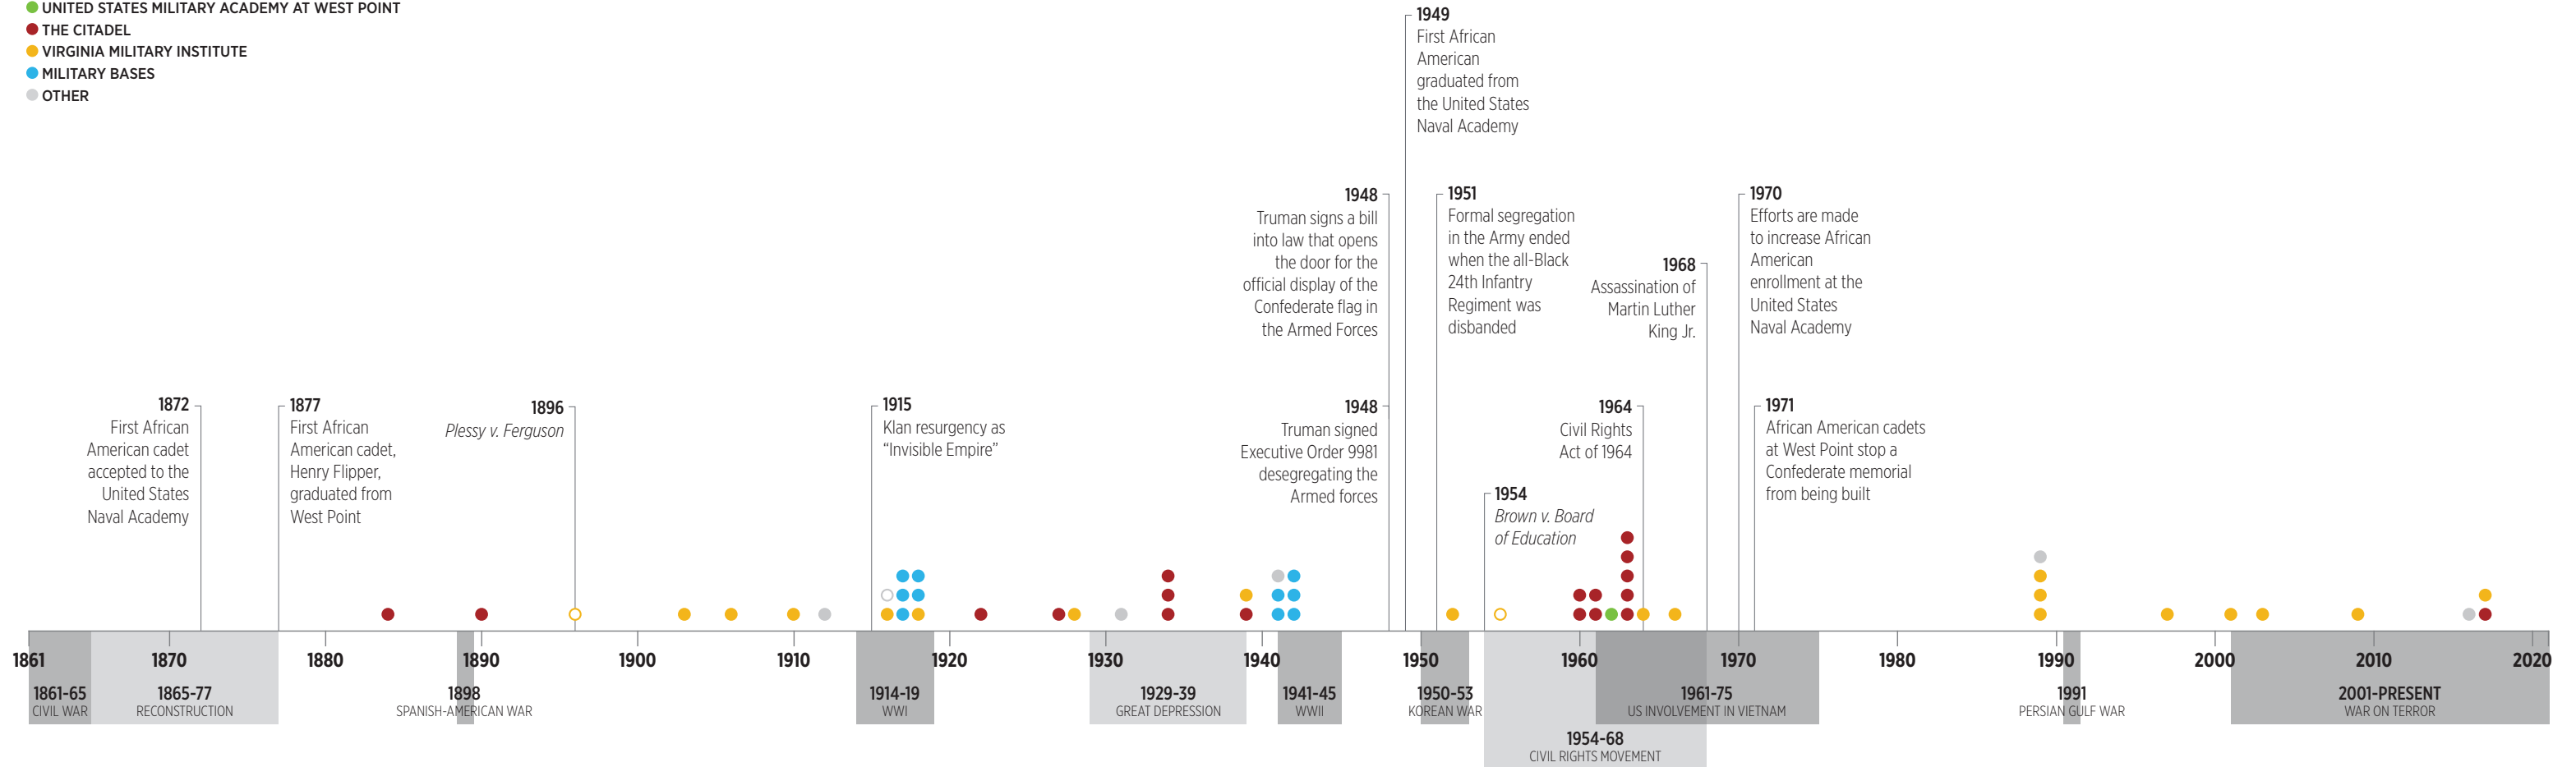 UNITED STATES MILITARY ACADEMY AT WEST POINT
THE CITADEL
VIRGINIA MILITARY INSTITUTE
MILITARY BASES
OTHER
1949
First African
American
graduated from
the United States
Naval Academy
1948
Truman signs a bill
into law that opens
the door for the
official display of the
Confederate flag in
the Armed Forces
1951
Formal segregation
in the Army ended
when the all-Black
24th Infantry
Regiment was
disbanded
1968
Assassination of
Martin Luther
King Jr.
1970
Efforts are made
to increase African
American
enrollment at the
United States
Naval Academy
1872
First African
American cadet
accepted to the
United States
Naval Academy
1877
First African
American cadet,
Henry Flipper,
graduated from
West Point
1896
Plessy v. Ferguson
1915
Klan resurgency as
“Invisible Empire”
1948
Truman signed
Executive Order 9981
desegregating the
Armed forces
1954
Brown v. Board
of Education
1964
Civil Rights
Act of 1964
1971
African American cadets
at West Point stop a
Confederate memorial
from being built
1861 1870 1880 1890 1900 1910 1920 1930 1940 1950 1960 1970 1980 1990 2000 2010 2020
1861-65 1865-77 1898 1914-19 1929-39 1941-45 1950-53 1961-75 1991 2001-PRESENT
CIVIL WAR RECONSTRUCTION SPANISH-AMERICAN WAR WWI GREAT DEPRESSION WWII KOREAN WAR US INVOLVEMENT IN VIETNAM PERSIAN GULF WAR WAR ON TERROR
1954-68
CIVIL RIGHTS MOVEMENT